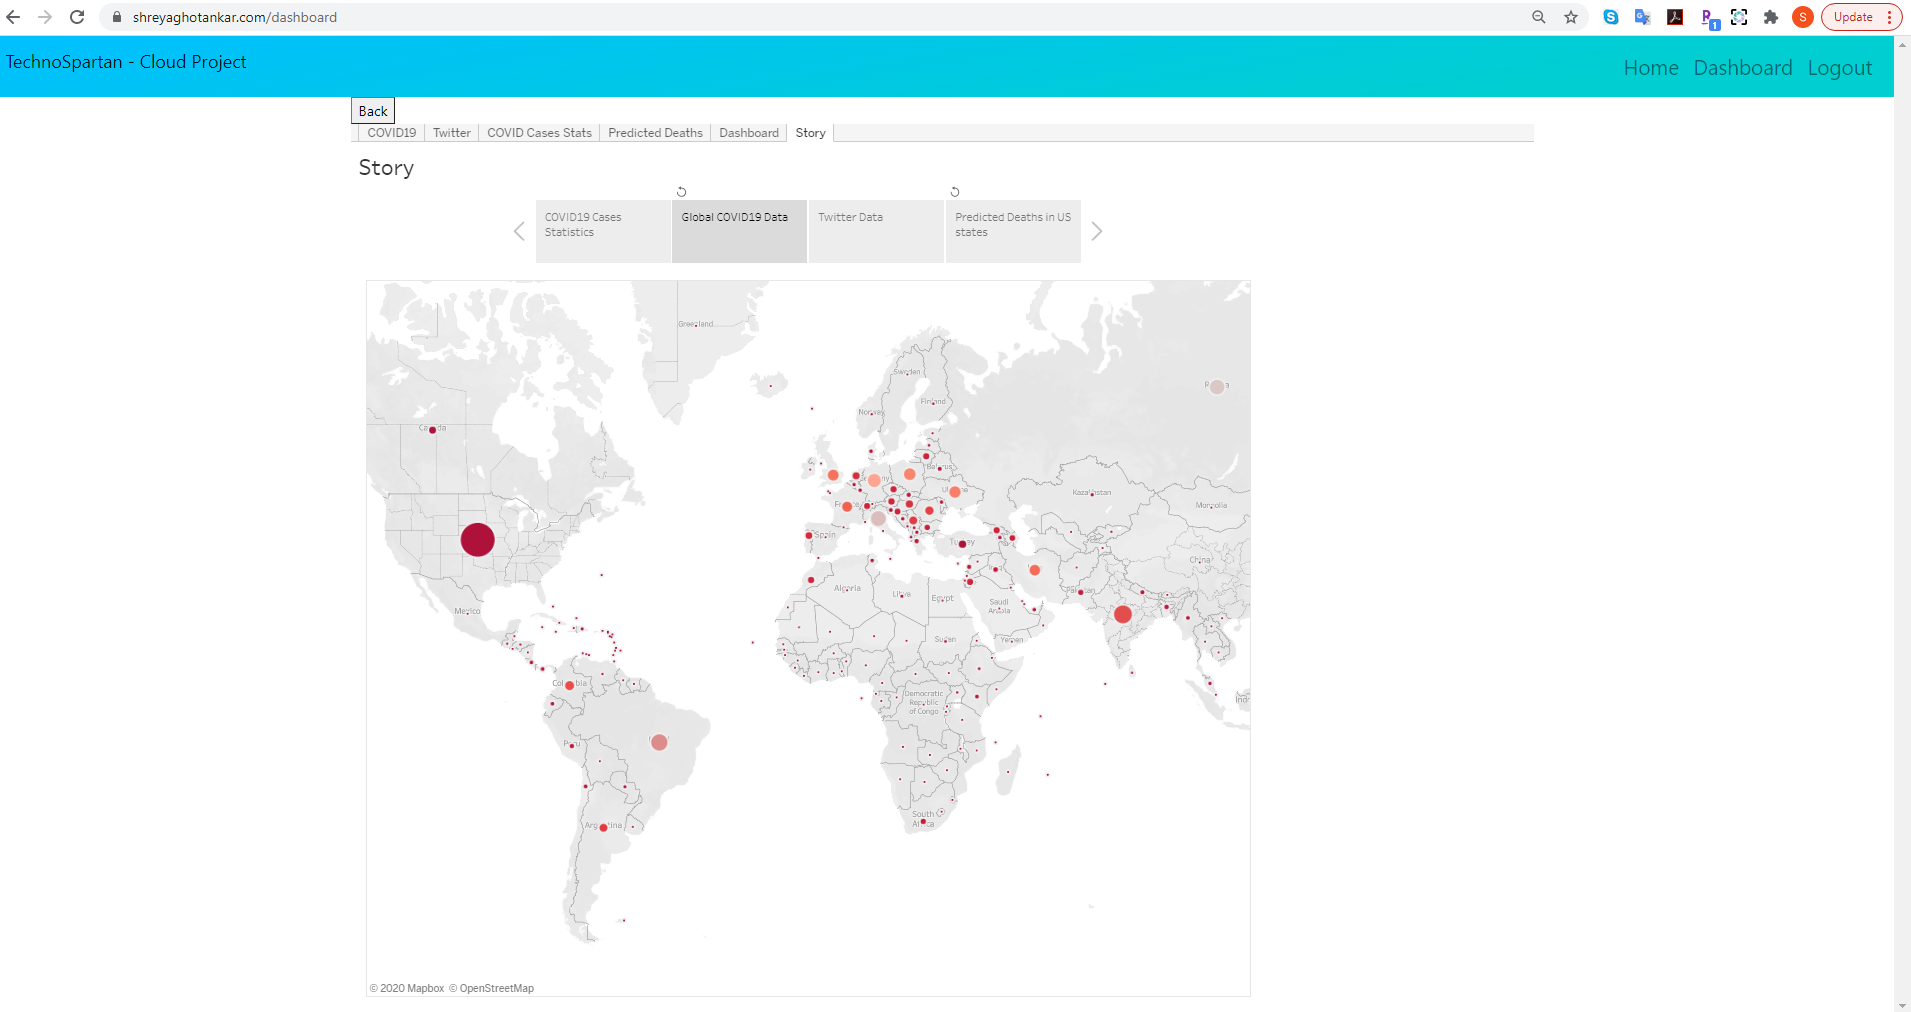 shreyaghotankar.com/dashboard
S
Update
1
TechnoSpartan - Cloud Project
Home Dashboard Logout
Back
COVID19 Twitter COVID Cases Stats Predicted Deaths Dashboard Story
Story
COVID19 Cases
Statistics
Global COVID19 Data
Twitter Data
Predicted Deaths in US
states
Greenland
Sweden
Finland
Norway
Belarus
Kazakhstan
Mongolia
Spain
China
Algeria
Libya
Egypt
Saudi
Arabia
Mexico
Sudan
Yemen
Democratic
Republic
of Congo
South
© 2020 Mapbox © OpenStreetMap